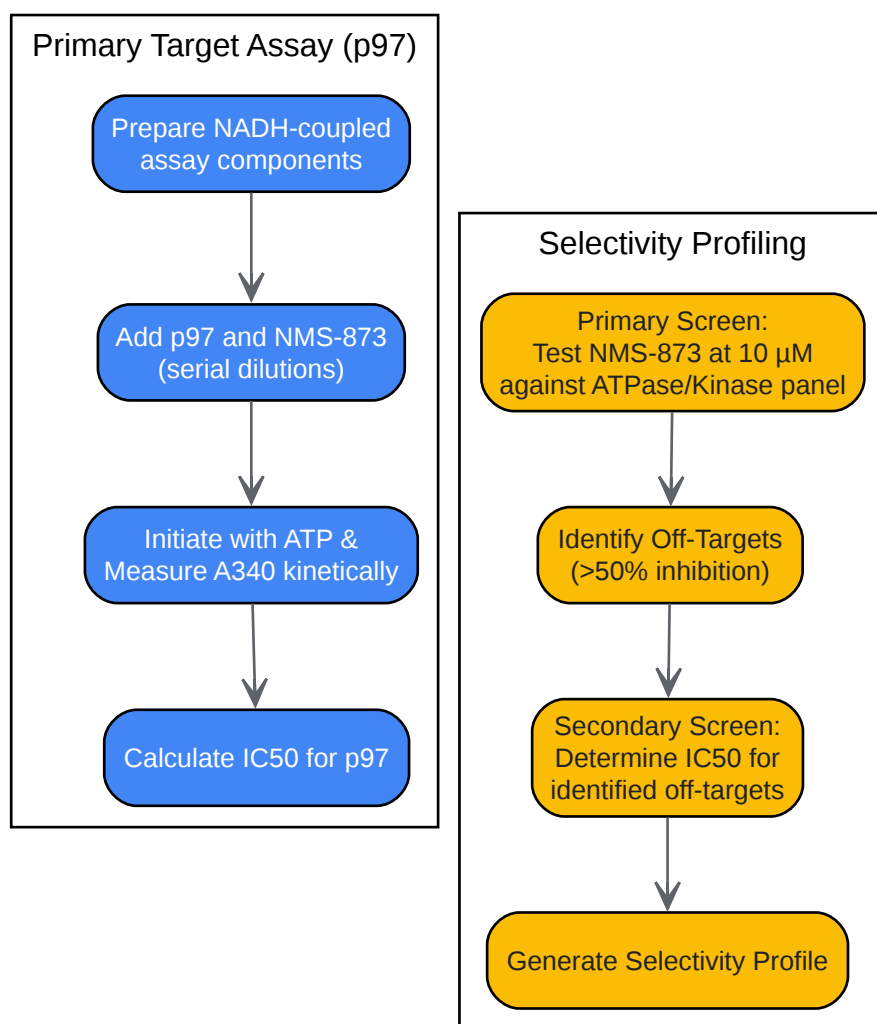 Primary Target Assay (p97)
Prepare NADH-coupled
assay components
Add p97 and NMS-873
(serial dilutions)
Initiate with ATP &
Measure A340 kinetically
Calculate IC50 for p97
Selectivity Profiling
Primary Screen:
Test NMS-873 at 10 µM
against ATPase/Kinase panel
Identify Off-Targets
(>50% inhibition)
Secondary Screen:
Determine IC50 for
identified off-targets
Generate Selectivity Profile